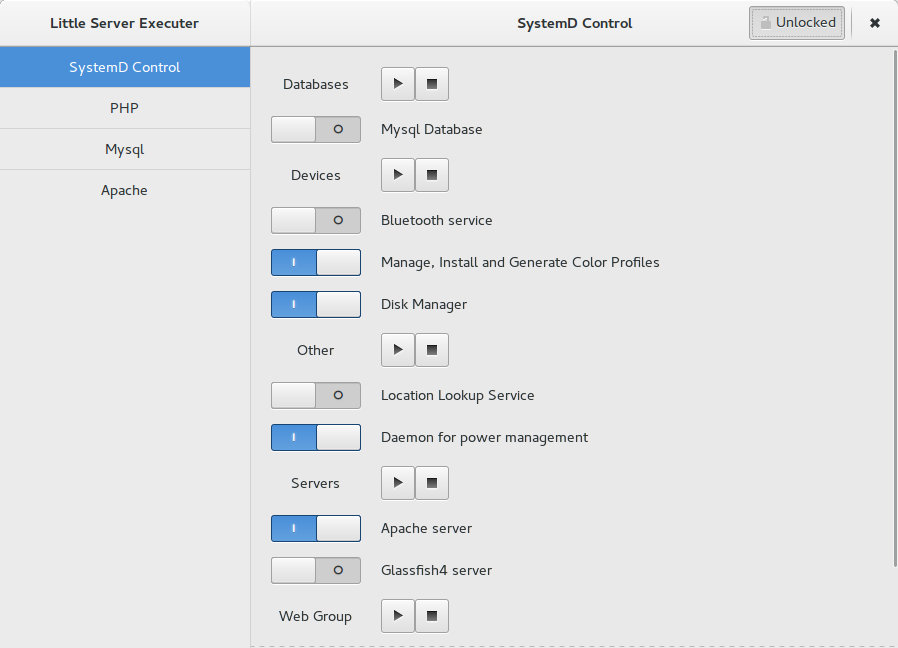 Little Server Executer
SystemD Control
Unlocked
SystemD Control
PHP
Mysql
Apache
Databases
Mysql Database
Devices
Bluetooth service
Manage, Install and Generate Color Profiles
Disk Manager
Other
Location Lookup Service
Daemon for power management
Servers
Apache server
Glassfish4 server
Web Group